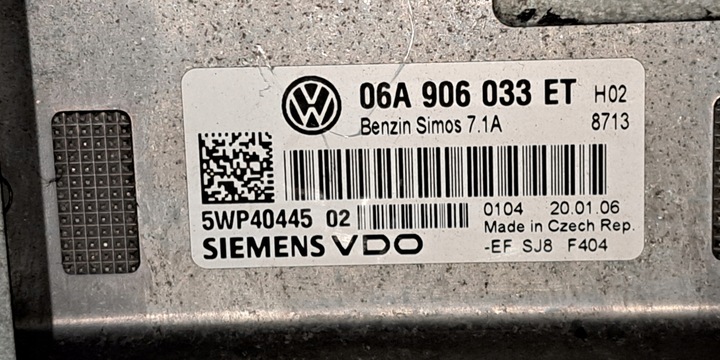 06A 906 033 ET H02
Benzin Simos 7.1A 8713
5WP40445 02 0104 20.01.06
Made in Czech Rep.
SIEMENS VDO -EF SJ8 F404